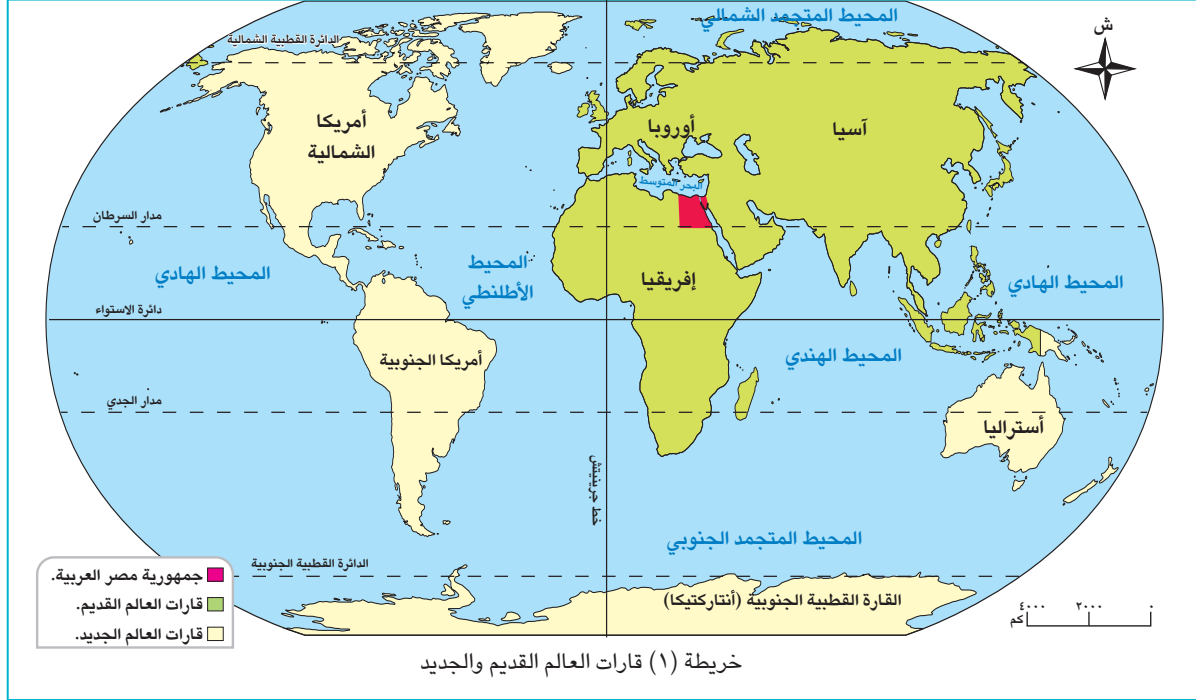 المحيط المتجمد الشمالي
ش
الدائرة القطبية الشمالية
أمريكا
الشمالية
أوروبا
آسيا
البحر المتوسط
مدار السرطان
المحيط الهادي
المحيط
الأطلنطي
إفريقيا
المحيط الهادي
دائرة الاستواء
أمريكا الجنوبية
المحيط الهندي
مدار الجدي
أستراليا
خط جرينيتش
المحيط المتجمد الجنوبي
الدائرة القطبية الجنوبية
القارة القطبية الجنوبية (أنتاركتيكا)
جمهورية مصر العربية.
قارات العالم القديم.
قارات العالم الجديد.
٠ ٢٠٠٠ ٤٠٠٠
كم
خريطة (١) قارات العالم القديم والجديد